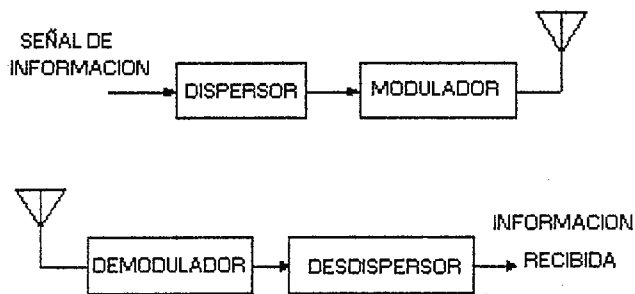 SEÑAL DE
INFORMACION
DISPERSOR
MODULADOR
DEMODULADOR
DESDISPERSOR
INFORMACION
RECIBIDA